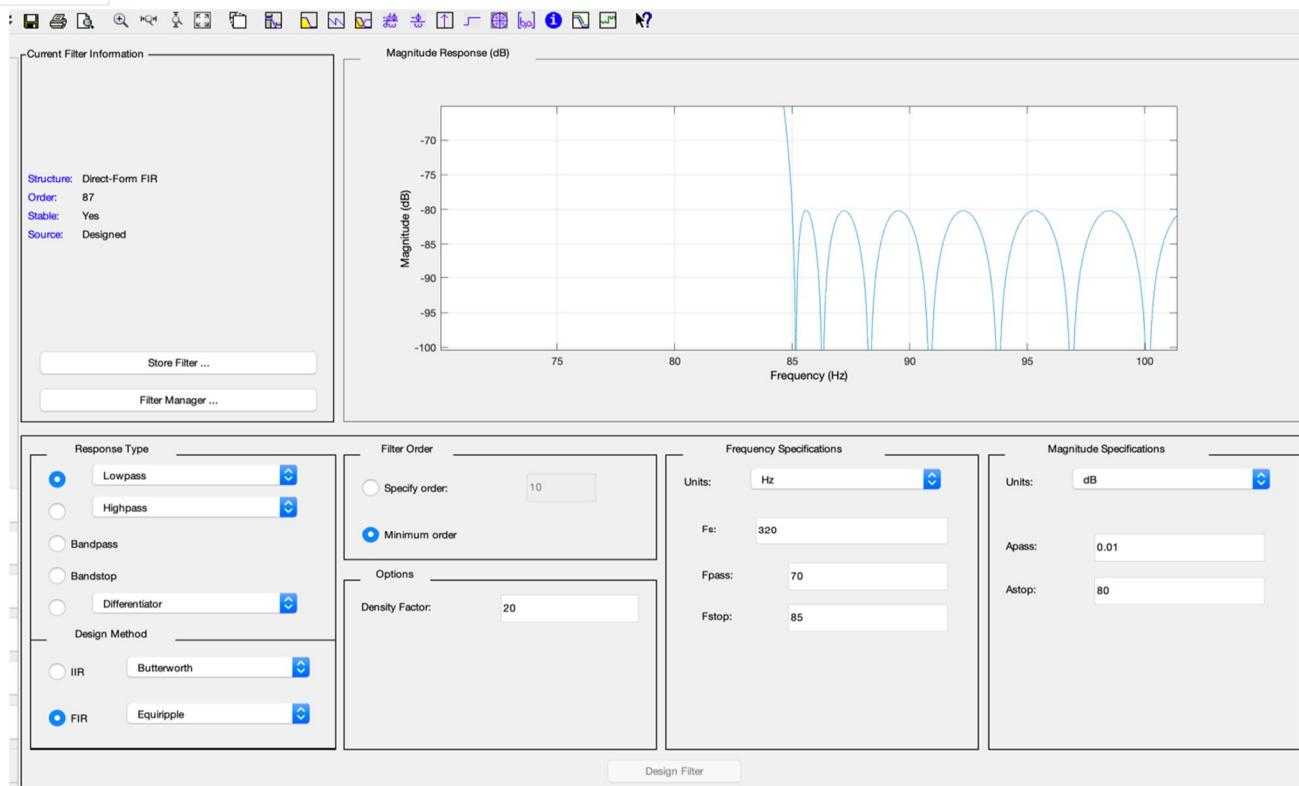 Current Filter Information
Structure: Direct-Form FIR
Order: 87
Stable: Yes
Source: Designed
Store Filter ...
Filter Manager ...
Magnitude Response (dB)
Magnitude (dB)
-70
-75
-80
-85
-90
-95
-100
75 80 85 90 95 100
Frequency (Hz)
Response Type
Lowpass
Highpass
Bandpass
Bandstop
Differentiator
Design Method
IIR Butterworth
FIR Equiripple
Filter Order
Specify order: 10
Minimum order
Options
Density Factor: 20
Frequency Specifications
Units: Hz
Fs: 320
Fpass: 70
Fstop: 85
Magnitude Specifications
Units: dB
Apass: 0.01
Astop: 80
Design Filter